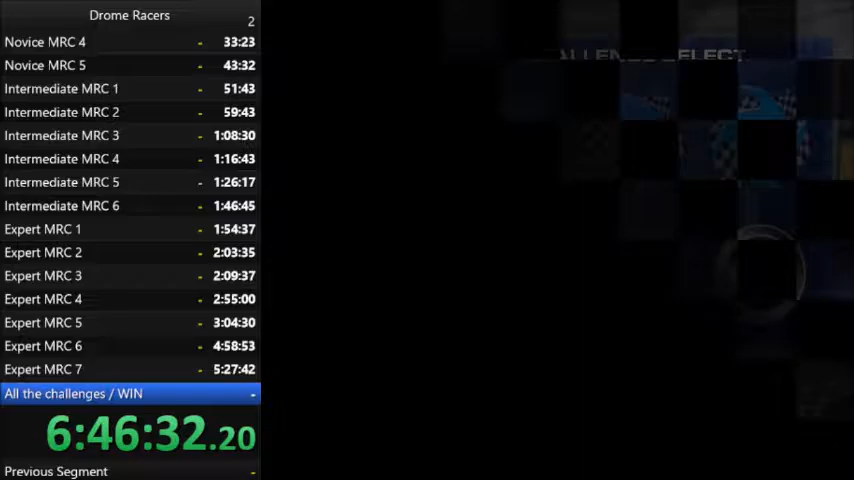 Drome Racers
2
Novice MRC 4 - 33:23
Novice MRC 5 - 43:32
Intermediate MRC 1 - 51:43
Intermediate MRC 2 - 59:43
Intermediate MRC 3 - 1:08:30
Intermediate MRC 4 - 1:16:43
Intermediate MRC 5 - 1:26:17
Intermediate MRC 6 - 1:46:45
Expert MRC 1 - 1:54:37
Expert MRC 2 - 2:03:35
Expert MRC 3 - 2:09:37
Expert MRC 4 - 2:55:00
Expert MRC 5 - 3:04:30
Expert MRC 6 - 4:58:53
Expert MRC 7 - 5:27:42
All the challenges / WIN -
6:46:32.20
Previous Segment -